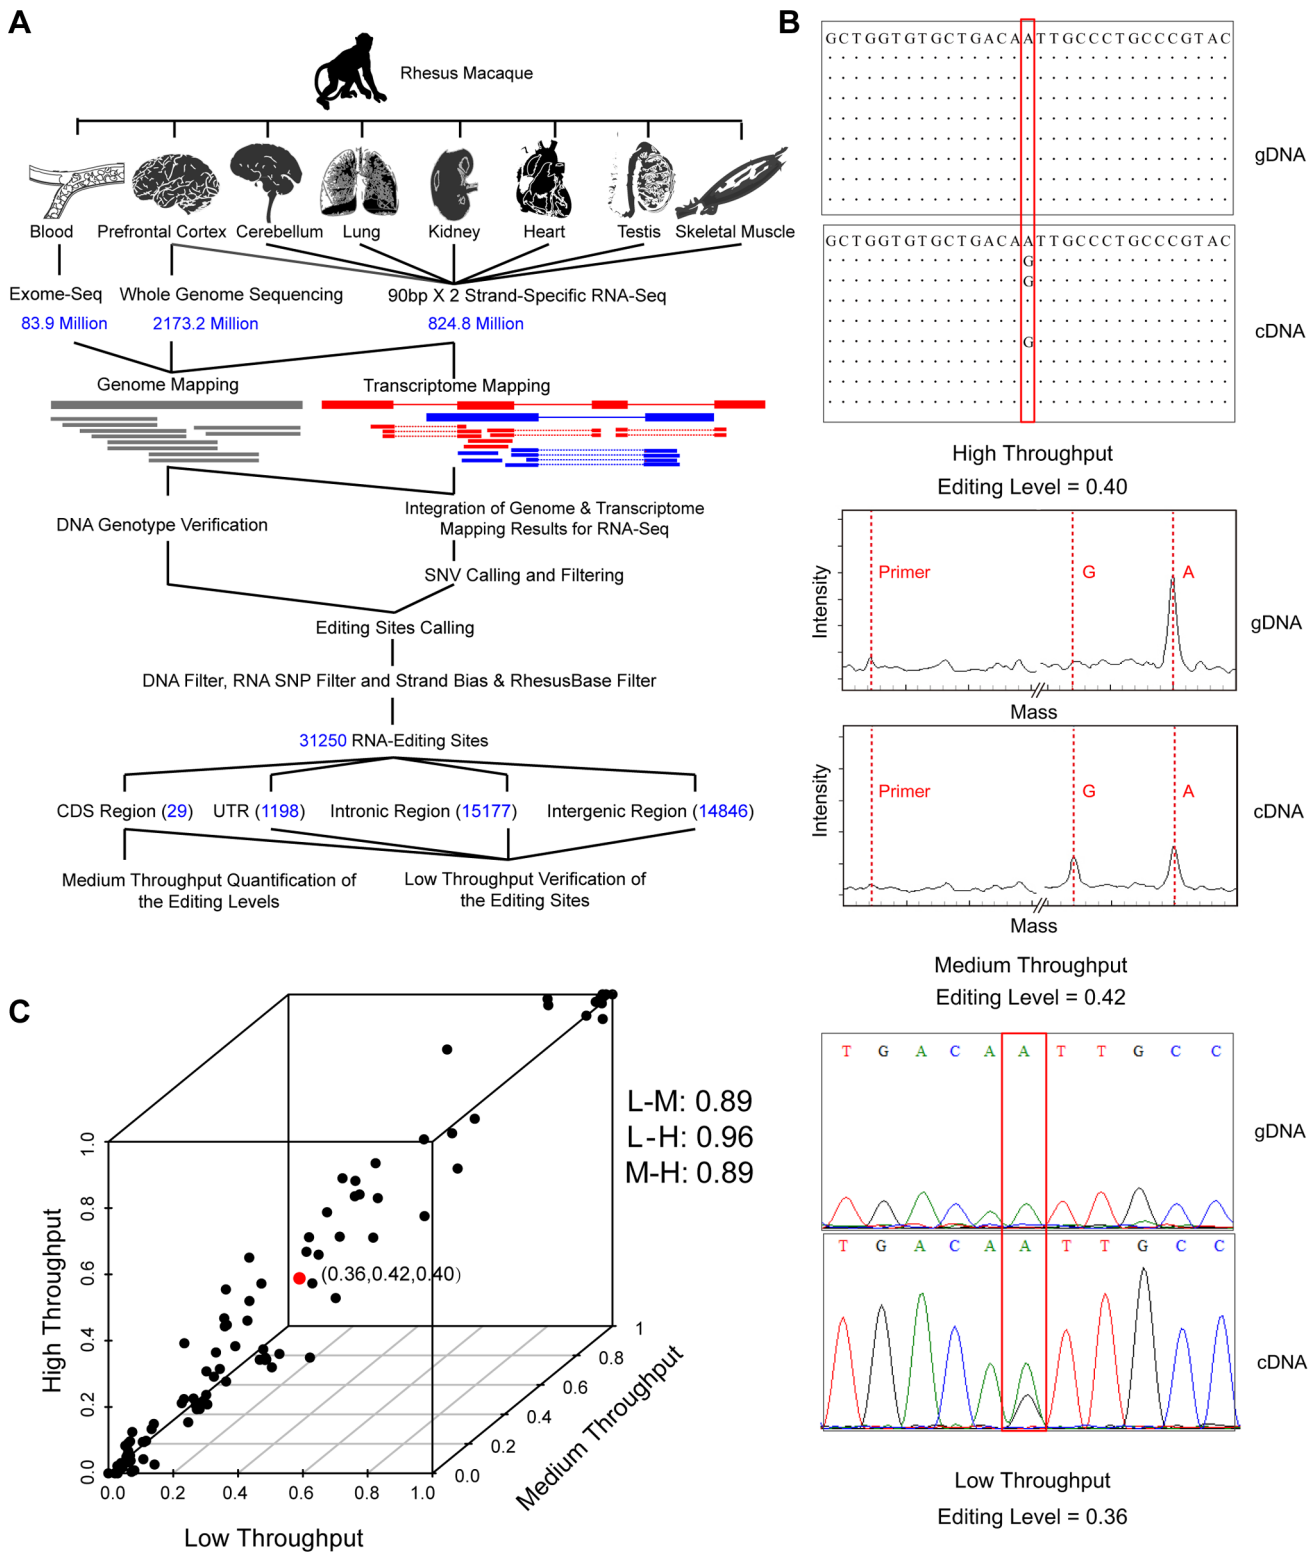 A
Rhesus Macaque
Blood
Prefrontal Cortex
Cerebellum
Lung
Kidney
Heart
Testis
Skeletal Muscle
Exome-Seq
Whole Genome Sequencing
90bp X 2 Strand-Specific RNA-Seq
83.9 Million
2173.2 Million
824.8 Million
Genome Mapping
Transcriptome Mapping
DNA Genotype Verification
Integration of Genome & Transcriptome
Mapping Results for RNA-Seq
SNV Calling and Filtering
Editing Sites Calling
DNA Filter, RNA SNP Filter and Strand Bias & RhesusBase Filter
31250 RNA-Editing Sites
CDS Region (29)
UTR (1198)
Intronic Region (15177)
Intergenic Region (14846)
Medium Throughput Quantification of
the Editing Levels
Low Throughput Verification of
the Editing Sites
B
GCTGGTGTGCTGACAATTGCCCTGCCCGTAC
gDNA
GCTGGTGTGCTGACAATTGCCCTGCCCGTAC
G
G
G
cDNA
High Throughput
Editing Level = 0.40
Intensity
Primer
G
A
gDNA
Mass
Intensity
Primer
G
A
cDNA
Mass
Medium Throughput
Editing Level = 0.42
T G A C A A T T G C C
gDNA
T G A C A A T T G C C
cDNA
Low Throughput
Editing Level = 0.36
C
L-M: 0.89
L-H: 0.96
M-H: 0.89
(0.36,0.42,0.40)
High Throughput
1.0
0.8
0.6
0.4
0.2
0.0
0.0 0.2 0.4 0.6 0.8 1.0
Low Throughput
1
0.8
0.6
0.4
0.2
0.0
Medium Throughput